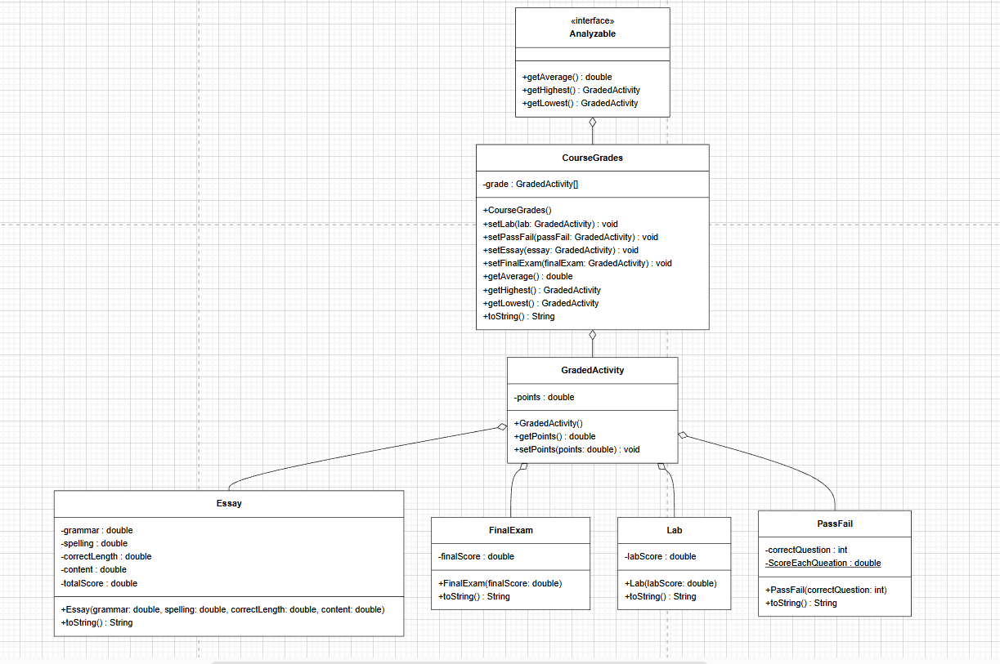 «interface»
Analyzable
+getAverage() : double
+getHighest() : GradedActivity
+getLowest() : GradedActivity
CourseGrades
-grade : GradedActivity[]
+CourseGrades()
+setLab(lab: GradedActivity) : void
+setPassFail(passFail: GradedActivity) : void
+setEssay(essay: GradedActivity) : void
+setFinalExam(finalExam: GradedActivity) : void
+getAverage() : double
+getHighest() : GradedActivity
+getLowest() : GradedActivity
+toString() : String
GradedActivity
-points : double
+GradedActivity()
+getPoints() : double
+setPoints(points: double) : void
Essay
-grammar : double
-spelling : double
-correctLength : double
-content : double
-totalScore : double
+Essay(grammar: double, spelling: double, correctLength: double, content: double)
+toString() : String
FinalExam
-finalScore : double
+FinalExam(finalScore: double)
+toString() : String
Lab
-labScore : double
+Lab(labScore: double)
+toString() : String
PassFail
-correctQuestion : int
-ScoreEachQueation : double
+PassFail(correctQuestion: int)
+toString() : String